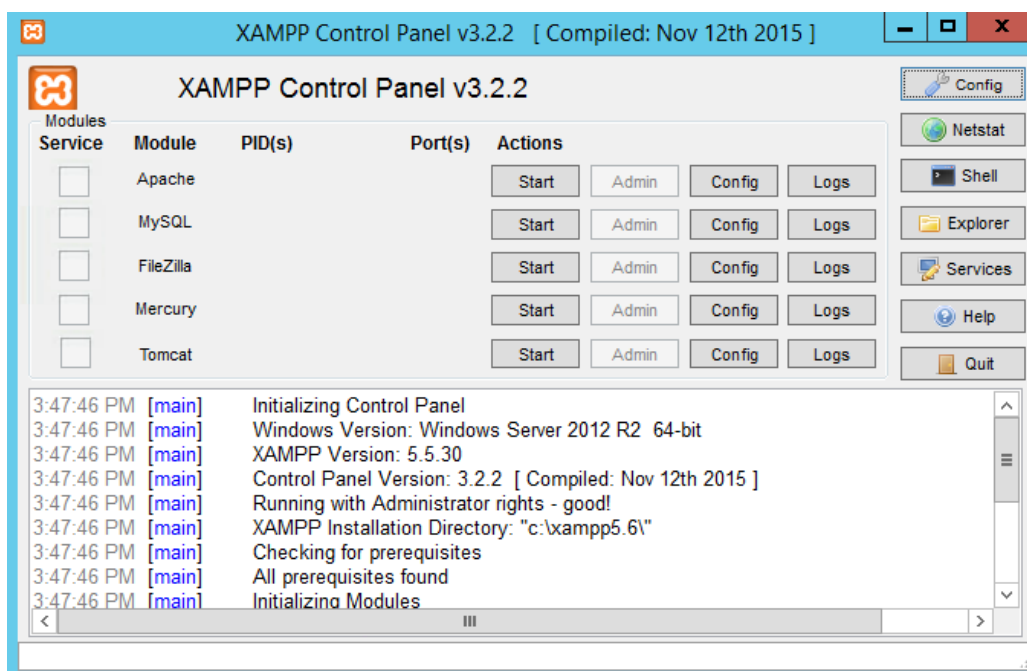 XAMPP Control Panel v3.2.2 [ Compiled: Nov 12th 2015 ]
XAMPP Control Panel v3.2.2
Config
Modules
Netstat
Service Module PID(s) Port(s) Actions
Apache Start Admin Config Logs
Shell
MySQL Start Admin Config Logs
Explorer
FileZilla Start Admin Config Logs
Services
Mercury Start Admin Config Logs
Help
Tomcat Start Admin Config Logs
Quit
3:47:46 PM [main] Initializing Control Panel
3:47:46 PM [main] Windows Version: Windows Server 2012 R2 64-bit
3:47:46 PM [main] XAMPP Version: 5.5.30
3:47:46 PM [main] Control Panel Version: 3.2.2 [ Compiled: Nov 12th 2015 ]
3:47:46 PM [main] Running with Administrator rights - good!
3:47:46 PM [main] XAMPP Installation Directory: "c:\xampp5.6\"
3:47:46 PM [main] Checking for prerequisites
3:47:46 PM [main] All prerequisites found
3:47:46 PM [main] Initializing Modules